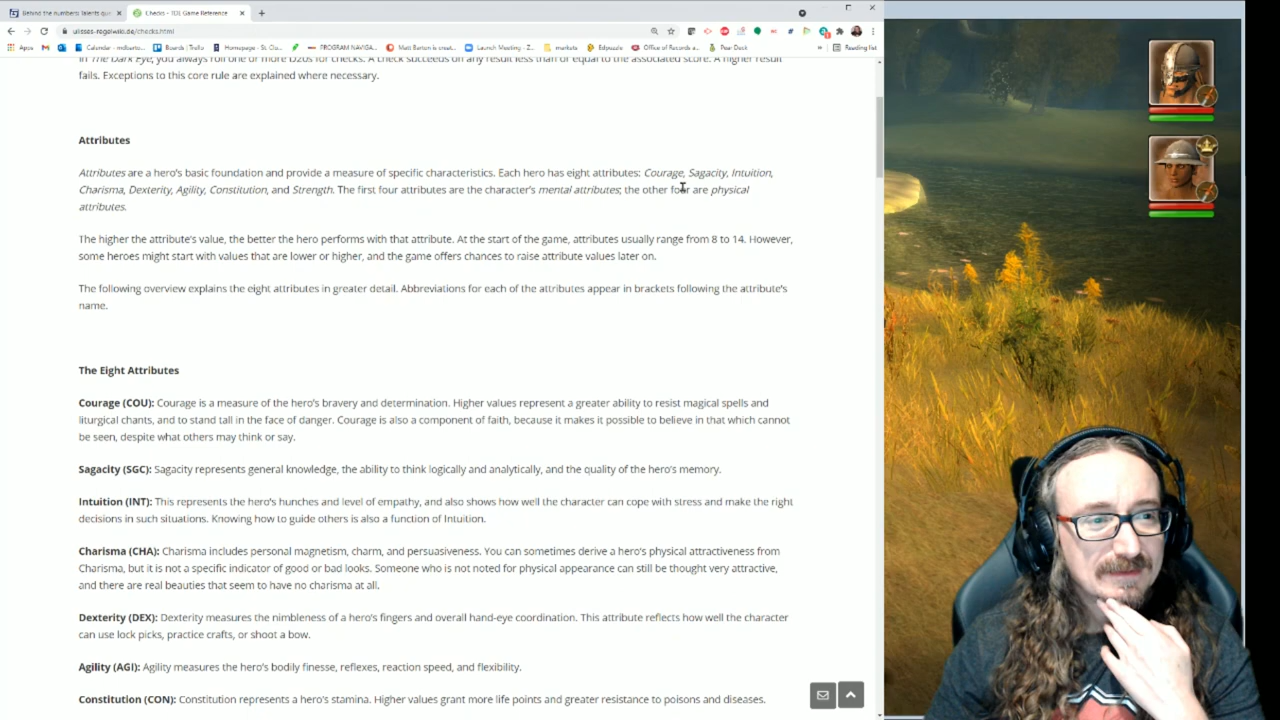 Behind the numbers: Talents qui
Checks - TDE Game Reference
ulisses-regelwiki.de/checks.html
Apps
Calendar - mdbarto...
Boards | Trello
Homepage - St. Clo...
PROGRAM NAVIGA...
Matt Barton is creat...
Launch Meeting - Z...
markets
Edpuzzle
Office of Records a...
Pear Deck
»
Reading list
In The Dark Eye, you always roll one or more D20s for checks. A check succeeds on any result less than or equal to the associated score. A higher result
fails. Exceptions to this core rule are explained where necessary.
Attributes
Attributes are a hero's basic foundation and provide a measure of specific characteristics. Each hero has eight attributes: Courage, Sagacity, Intuition,
Charisma, Dexterity, Agility, Constitution, and Strength. The first four attributes are the character's mental attributes; the other four are physical
attributes.
The higher the attribute's value, the better the hero performs with that attribute. At the start of the game, attributes usually range from 8 to 14. However,
some heroes might start with values that are lower or higher, and the game offers chances to raise attribute values later on.
The following overview explains the eight attributes in greater detail. Abbreviations for each of the attributes appear in brackets following the attribute's
name.
The Eight Attributes
Courage (COU): Courage is a measure of the hero's bravery and determination. Higher values represent a greater ability to resist magical spells and
liturgical chants, and to stand tall in the face of danger. Courage is also a component of faith, because it makes it possible to believe in that which cannot
be seen, despite what others may think or say.
Sagacity (SGC): Sagacity represents general knowledge, the ability to think logically and analytically, and the quality of the hero's memory.
Intuition (INT): This represents the hero's hunches and level of empathy, and also shows how well the character can cope with stress and make the right
decisions in such situations. Knowing how to guide others is also a function of Intuition.
Charisma (CHA): Charisma includes personal magnetism, charm, and persuasiveness. You can sometimes derive a hero's physical attractiveness from
Charisma, but it is not a specific indicator of good or bad looks. Someone who is not noted for physical appearance can still be thought very attractive,
and there are real beauties that seem to have no charisma at all.
Dexterity (DEX): Dexterity measures the nimbleness of a hero's fingers and overall hand-eye coordination. This attribute reflects how well the character
can use lock picks, practice crafts, or shoot a bow.
Agility (AGI): Agility measures the hero's bodily finesse, reflexes, reaction speed, and flexibility.
Constitution (CON): Constitution represents a hero's stamina. Higher values grant more life points and greater resistance to poisons and diseases.